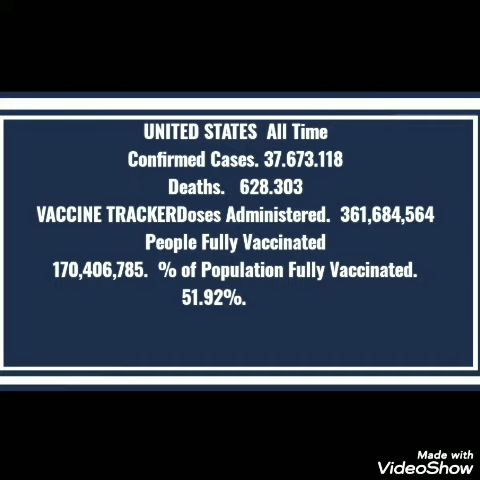 UNITED STATES All Time
Confirmed Cases. 37.673.118
Deaths. 628.303
VACCINE TRACKERDoses Administered. 361,684,564
People Fully Vaccinated
170,406,785. % of Population Fully Vaccinated.
51.92%.
Made with
VideoShow